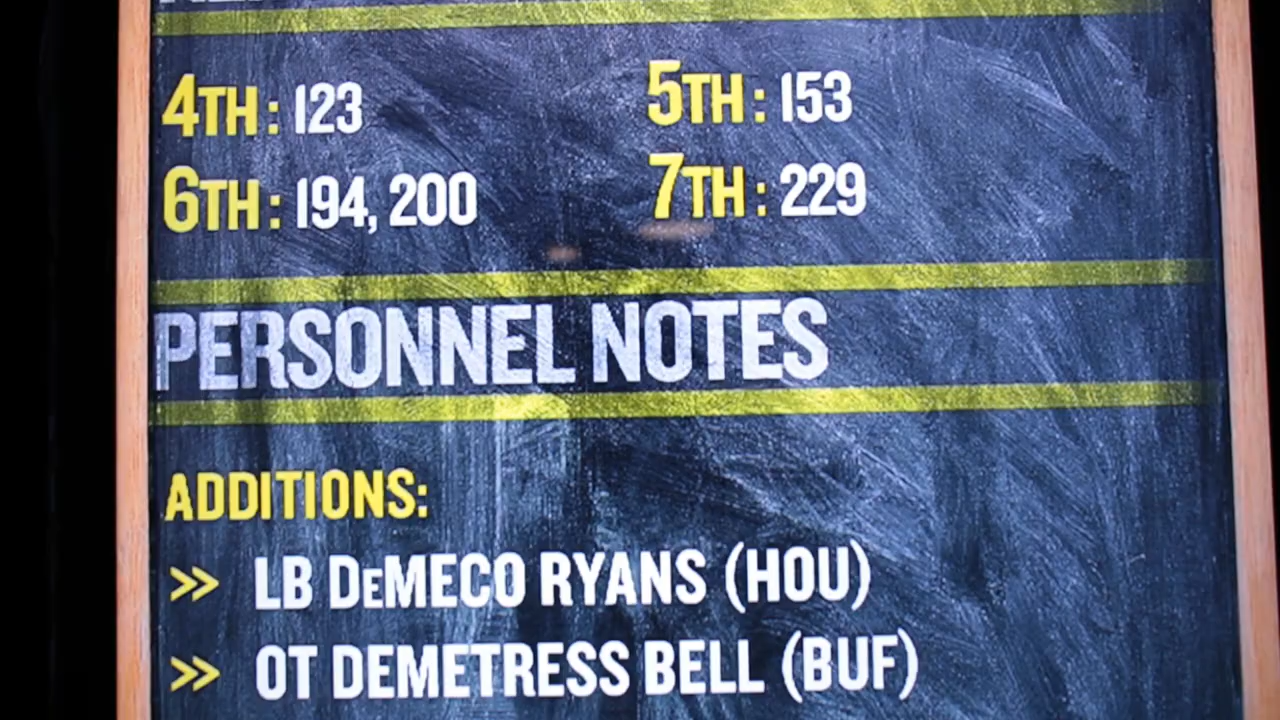 4TH: 123 5TH: 153
6TH: 194, 200 7TH: 229
PERSONNEL NOTES
ADDITIONS:
>> LB DeMECO RYANS (HOU)
>> OT DEMETRESS BELL (BUF)